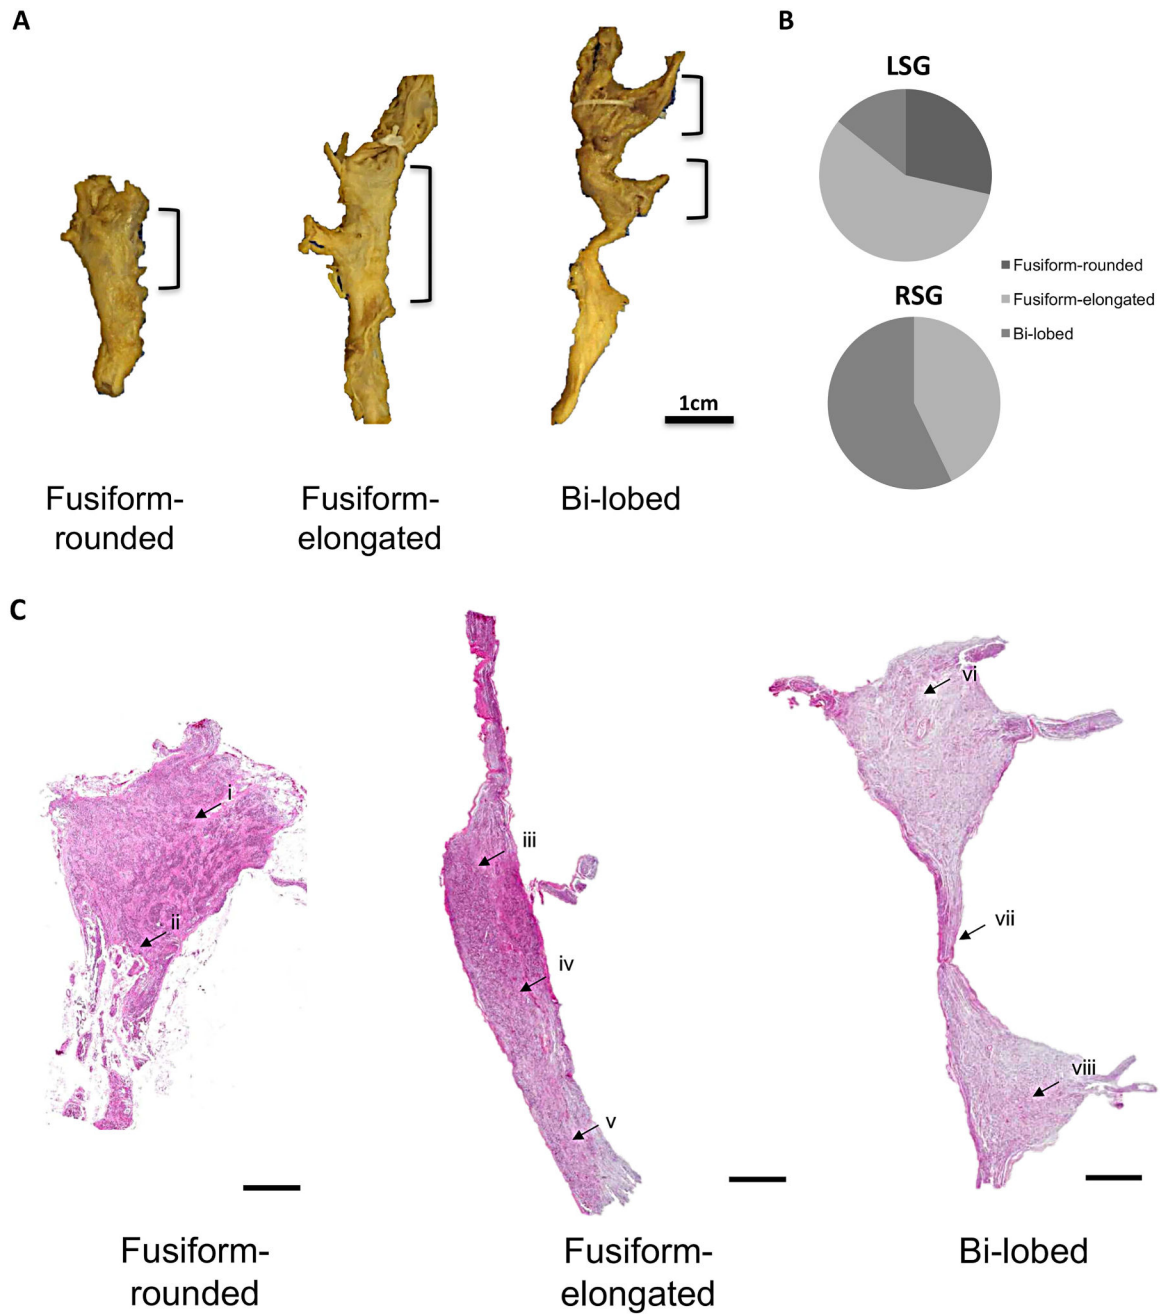 A
B
LSG
Fusiform-rounded
Fusiform-elongated
Bi-lobed
RSG
1cm
Fusiform-
rounded
Fusiform-
elongated
Bi-lobed
C
i
ii
iii
iv
v
vi
vii
viii
Fusiform-
rounded
Fusiform-
elongated
Bi-lobed